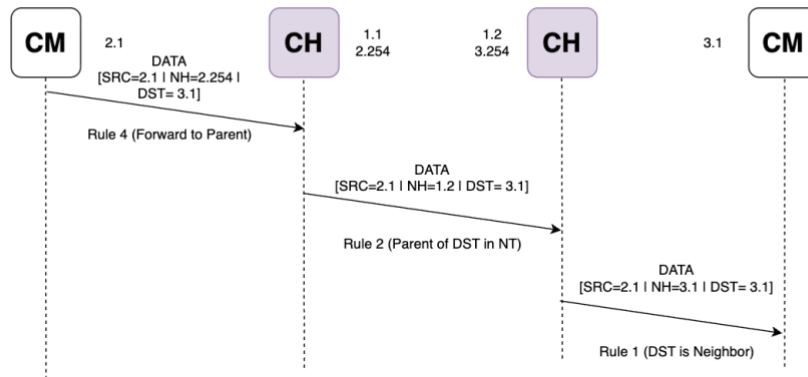 CM
2.1
CH
1.1
2.254
1.2
3.254
CH
3.1
CM
DATA
[SRC=2.1 | NH=2.254 |
DST= 3.1]
Rule 4 (Forward to Parent)
DATA
[SRC=2.1 | NH=1.2 | DST= 3.1]
Rule 2 (Parent of DST in NT)
DATA
[SRC=2.1 | NH=3.1 | DST= 3.1]
Rule 1 (DST is Neighbor)